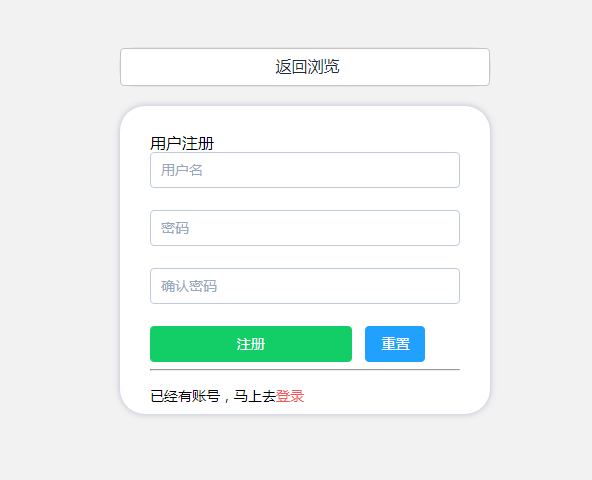 返回浏览
用户注册
用户名
密码
确认密码
注册 重置
已经有账号，马上去登录